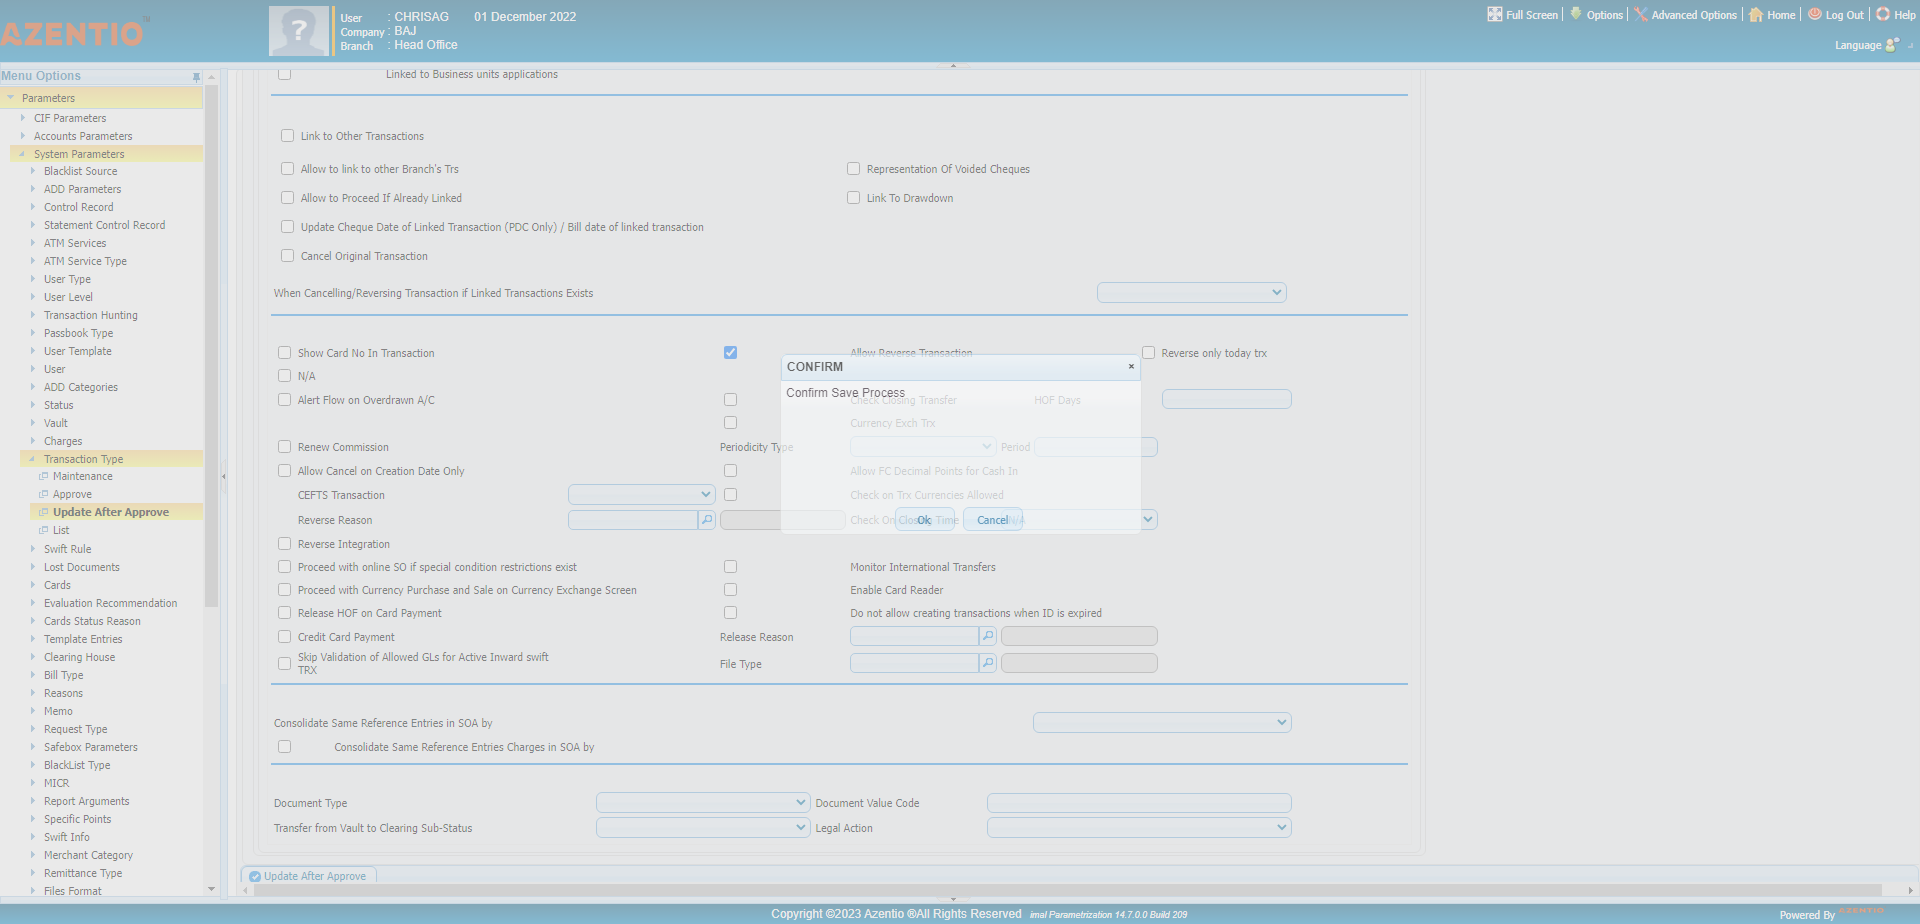 AZENTIO
TM
User : CHRISAG 01 December 2022
Company : BAJ
Branch : Head Office
Full Screen Options Advanced Options Home Log Out Help
Language
Menu Options
Parameters
CIF Parameters
Accounts Parameters
System Parameters
Blacklist Source
ADD Parameters
Control Record
Statement Control Record
ATM Services
ATM Service Type
User Type
User Level
Transaction Hunting
Passbook Type
User Template
User
ADD Categories
Status
Vault
Charges
Transaction Type
Maintenance
Approve
Update After Approve
List
Swift Rule
Lost Documents
Cards
Evaluation Recommendation
Cards Status Reason
Template Entries
Clearing House
Bill Type
Reasons
Memo
Request Type
Safebox Parameters
BlackList Type
MICR
Report Arguments
Specific Points
Swift Info
Merchant Category
Remittance Type
Files Format
Linked to Business units applications
Link to Other Transactions
Allow to link to other Branch's Trs Representation Of Voided Cheques
Allow to Proceed If Already Linked Link To Drawdown
Update Cheque Date of Linked Transaction (PDC Only) / Bill date of linked transaction
Cancel Original Transaction
When Cancelling/Reversing Transaction if Linked Transactions Exists
Show Card No In Transaction Allow Reverse Transaction Reverse only today trx
N/A
Alert Flow on Overdrawn A/C Check Closing Transfer HOF Days
Currency Exch Trx
Renew Commission Periodicity Type Period
Allow Cancel on Creation Date Only Allow FC Decimal Points for Cash In
CEFTS Transaction Check on Trx Currencies Allowed
Reverse Reason Check On Closing Time N/A
Reverse Integration
Proceed with online SO if special condition restrictions exist Monitor International Transfers
Proceed with Currency Purchase and Sale on Currency Exchange Screen Enable Card Reader
Release HOF on Card Payment Do not allow creating transactions when ID is expired
Credit Card Payment Release Reason
Skip Validation of Allowed GLs for Active Inward swift
TRX File Type
Consolidate Same Reference Entries in SOA by
Consolidate Same Reference Entries Charges in SOA by
Document Type Document Value Code
Transfer from Vault to Clearing Sub-Status Legal Action
CONFIRM ×
Confirm Save Process
Ok Cancel
Update After Approve
Copyright ©2023 Azentio ®All Rights Reserved imal Parametrization 14.7.0.0 Build 209
Powered By AZENTIO